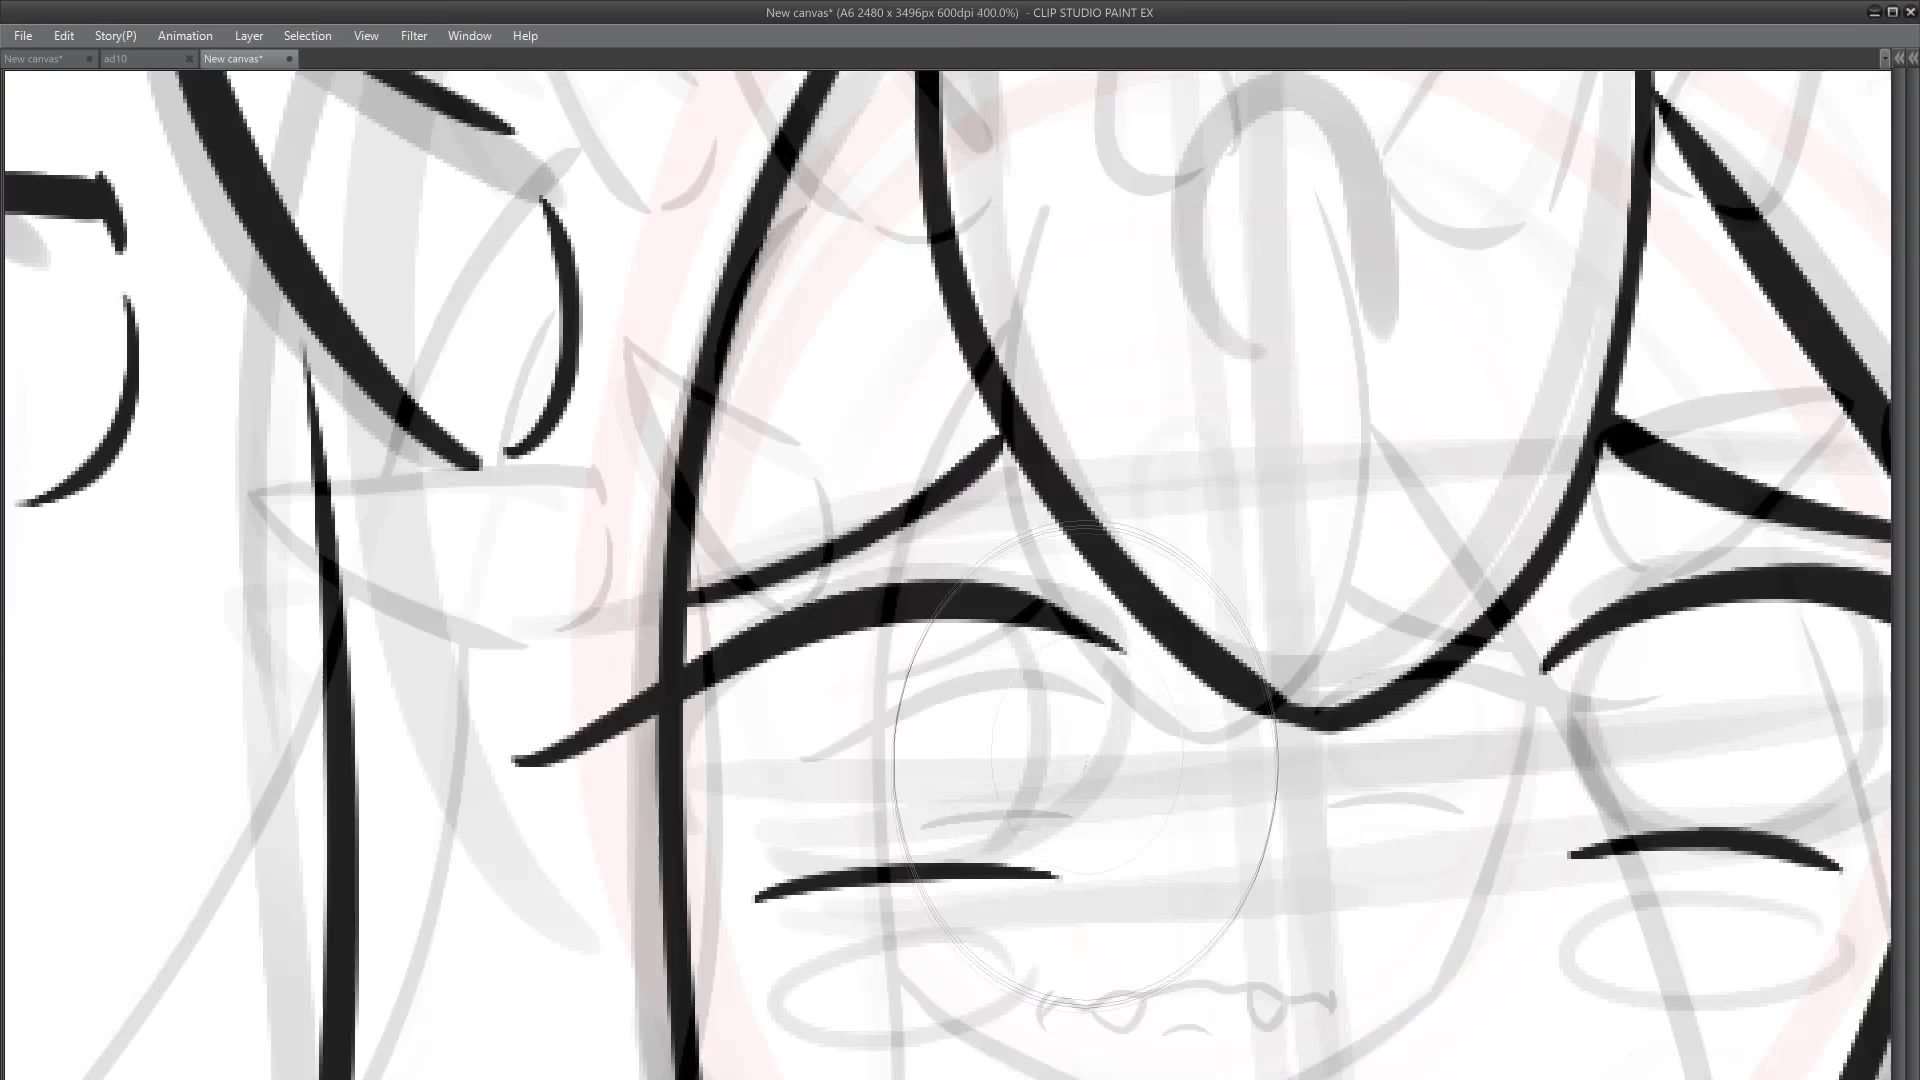 New canvas* (A6 2480 x 3496px 600dpi 400.0%) - CLIP STUDIO PAINT EX
File Edit Story(P) Animation Layer Selection View Filter Window Help
New canvas* ad10 New canvas*